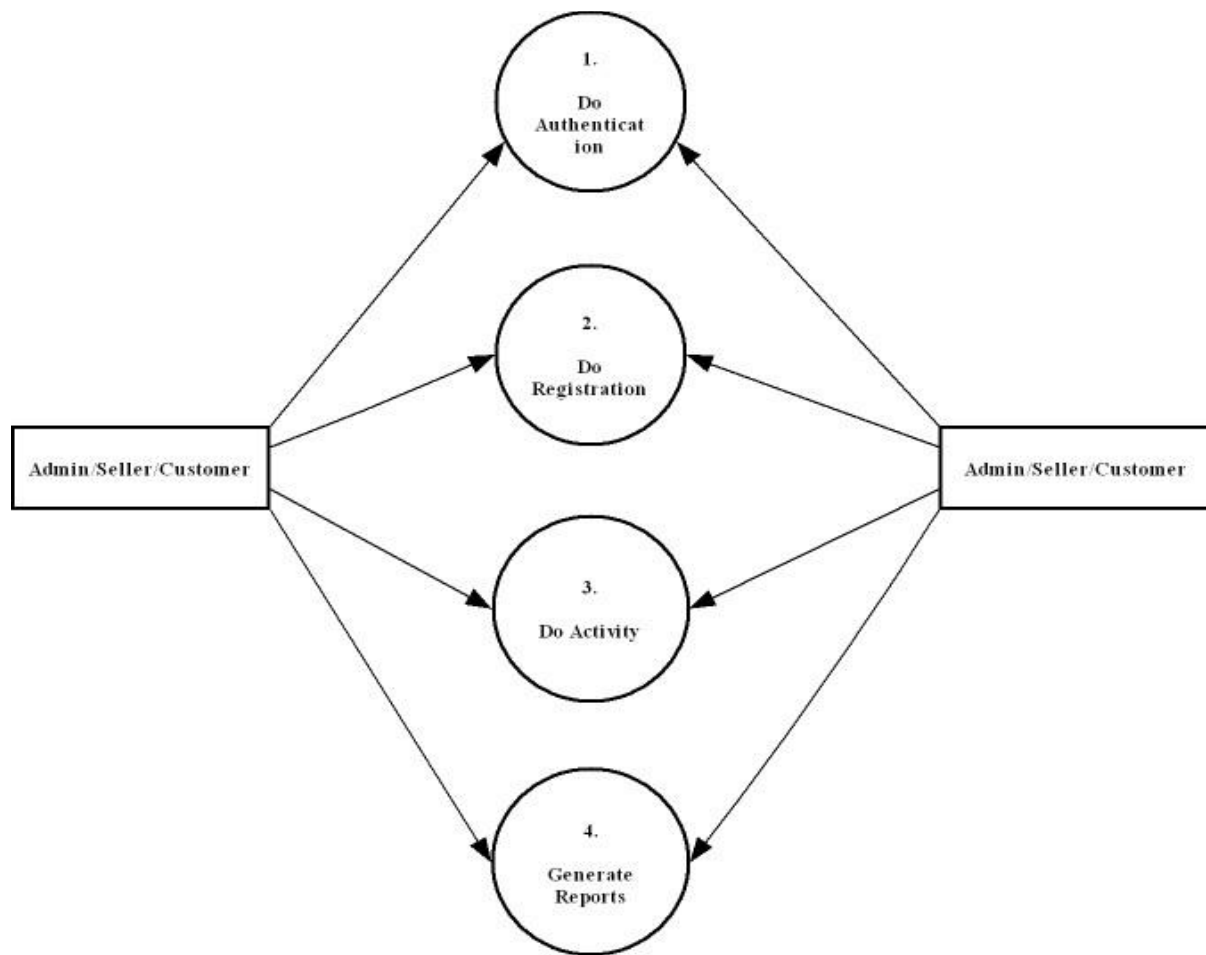 1.
Do
Authenticat
ion
2.
Do
Registration
Admin/Seller/Customer
Admin/Seller/Customer
3.
Do Activity
4.
Generate
Reports